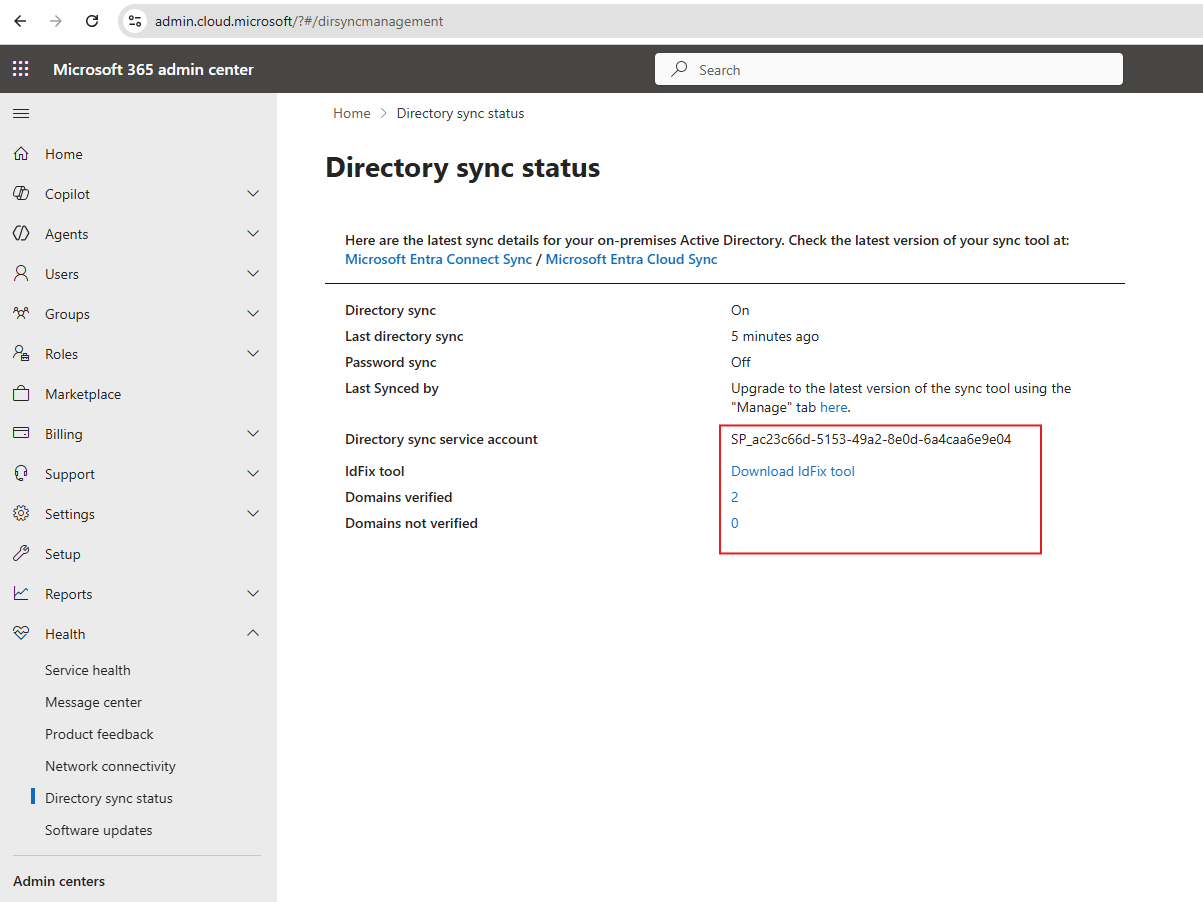 admin.cloud.microsoft/?#/dirsyncmanagement
Microsoft 365 admin center
Search
Home
Copilot
Agents
Users
Groups
Roles
Marketplace
Billing
Support
Settings
Setup
Reports
Health
Service health
Message center
Product feedback
Network connectivity
Directory sync status
Software updates
Admin centers
Home > Directory sync status
Directory sync status
Here are the latest sync details for your on-premises Active Directory. Check the latest version of your sync tool at:
Microsoft Entra Connect Sync / Microsoft Entra Cloud Sync
Directory sync On
Last directory sync 5 minutes ago
Password sync Off
Last Synced by Upgrade to the latest version of the sync tool using the
"Manage" tab here.
Directory sync service account SP_ac23c66d-5153-49a2-8e0d-6a4caa6e9e04
IdFix tool Download IdFix tool
Domains verified 2
Domains not verified 0